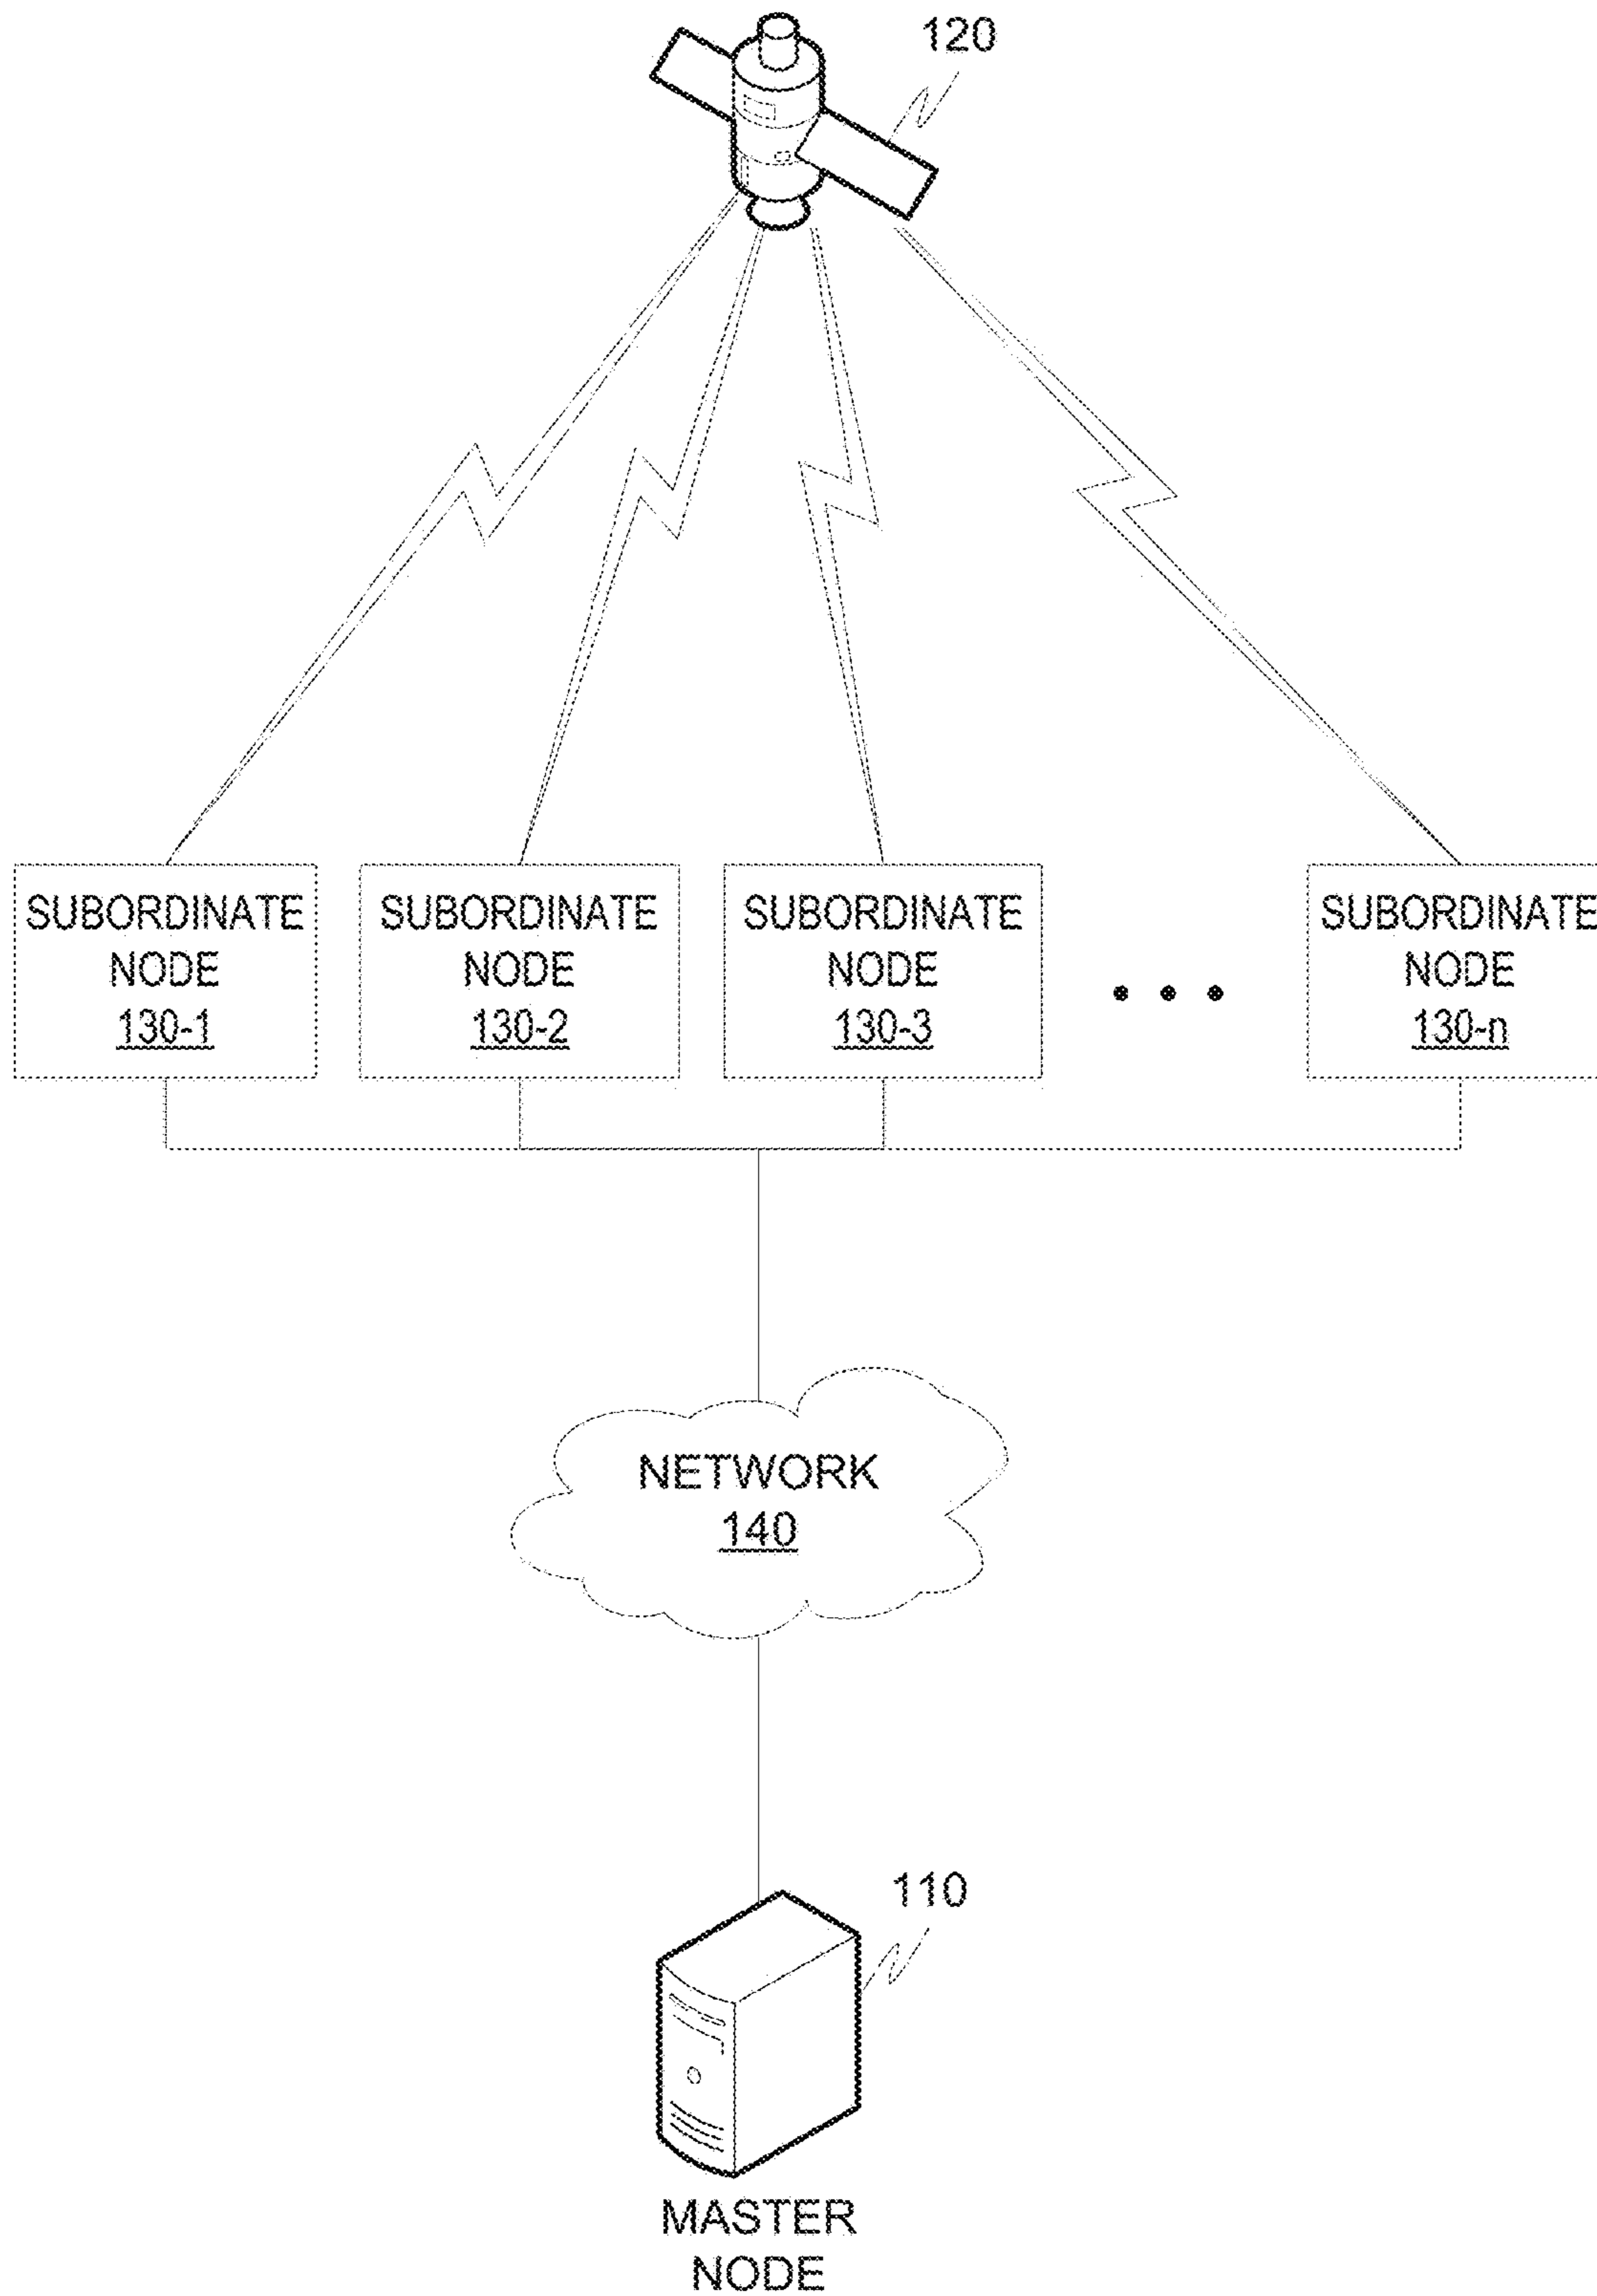 120
SUBORDINATE
NODE
130-1
SUBORDINATE
NODE
130-2
SUBORDINATE
NODE
130-3
SUBORDINATE
NODE
130-n
NETWORK
140
110
MASTER
NODE